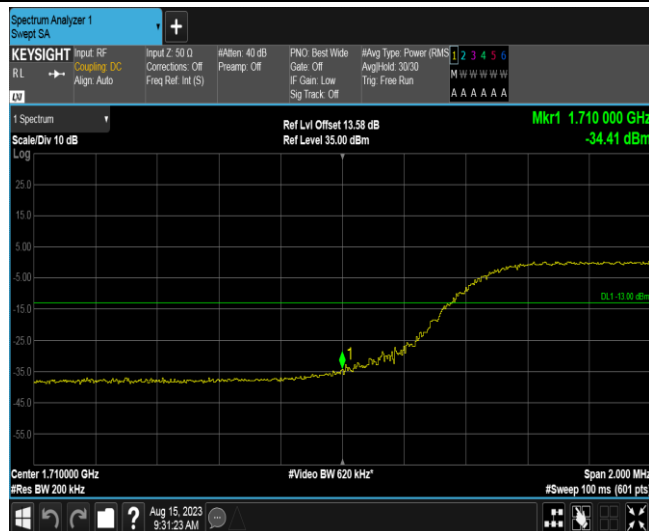 Spectrum Analyzer 1
Swept SA
+
KEYSIGHT
RL
LXI
Input: RF
Coupling: DC
Align: Auto
Input Z: 50 Ω
Corrections: Off
Freq Ref: Int (S)
#Atten: 40 dB
Preamp: Off
PNO: Best Wide
Gate: Off
IF Gain: Low
Sig Track: Off
#Avg Type: Power (RMS
Avg|Hold: 30/30
Trig: Free Run
1 2 3 4 5 6
M W W W W W
A A A A A A
1 Spectrum
Scale/Div 10 dB
Log
Ref Lvl Offset 13.58 dB
Ref Level 35.00 dBm
Mkr1 1.710 000 GHz
-34.41 dBm
25.0
15.0
5.00
-5.00
DL1 -13.00 dBm
-15.0
-25.0
1
-35.0
-45.0
-55.0
Center 1.710000 GHz
#Res BW 200 kHz
#Video BW 620 kHz*
Span 2.000 MHz
#Sweep 100 ms (601 pts)
?
Aug 15, 2023
9:31:23 AM